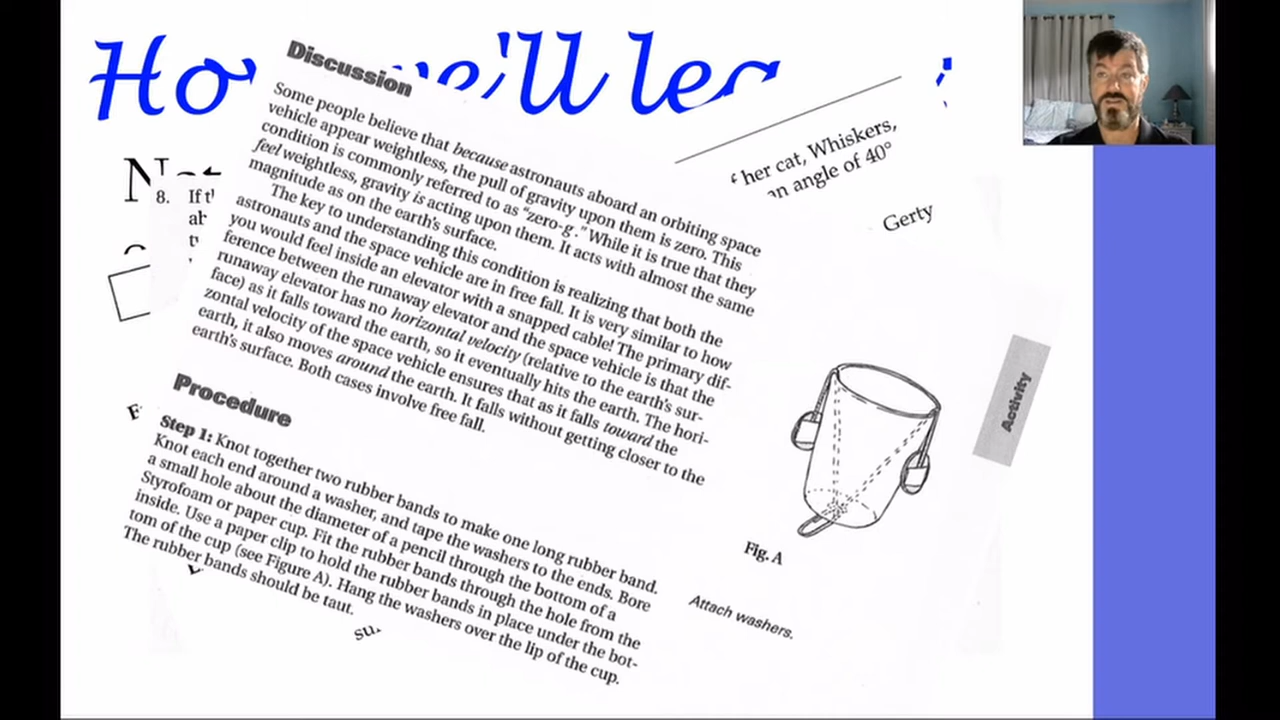 How we'll lea
Discussion
Some people believe that because astronauts aboard an orbiting space
vehicle appear weightless, the pull of gravity upon them is zero. This
condition is commonly referred to as “zero-g.” While it is true that they
feel weightless, gravity is acting upon them. It acts with almost the same
magnitude as on the earth's surface.
The key to understanding this condition is realizing that both the
astronauts and the space vehicle are in free fall. It is very similar to how
you would feel inside an elevator with a snapped cable! The primary dif-
ference between the runaway elevator and the space vehicle is that the
runaway elevator has no horizontal velocity (relative to the earth's sur-
face) as it falls toward the earth, so it eventually hits the earth. The hori-
zontal velocity of the space vehicle ensures that as it falls toward the
earth, it also moves around the earth. It falls without getting closer to the
earth's surface. Both cases involve free fall.
Procedure
Step 1: Knot together two rubber bands to make one long rubber band.
Knot each end around a washer, and tape the washers to the ends. Bore
a small hole about the diameter of a pencil through the bottom of a
Styrofoam or paper cup. Fit the rubber bands through the hole from the
inside. Use a paper clip to hold the rubber bands in place under the bot-
tom of the cup (see Figure A). Hang the washers over the lip of the cup.
The rubber bands should be taut.
her cat, Whiskers,
an angle of 40°
Gerty
8. If
Activity
Fig. A
Attach washers.